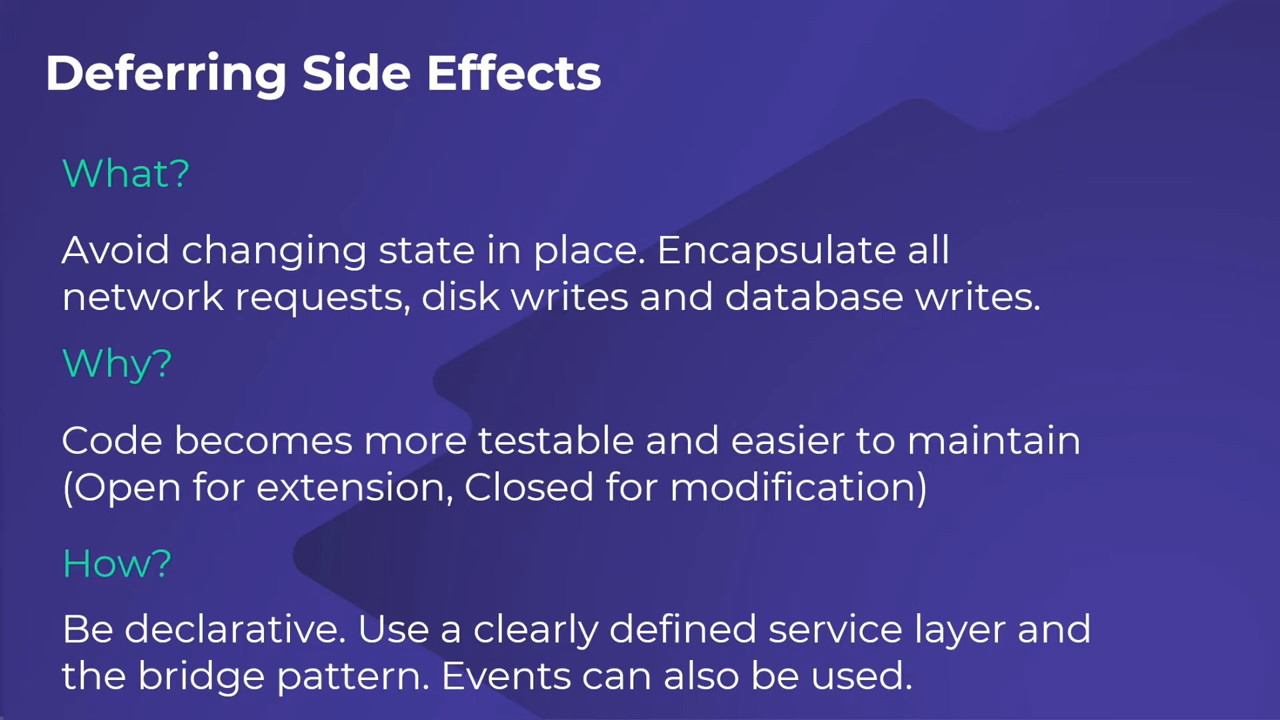 Deferring Side Effects
What?
Avoid changing state in place. Encapsulate all
network requests, disk writes and database writes.
Why?
Code becomes more testable and easier to maintain
(Open for extension, Closed for modification)
How?
Be declarative. Use a clearly defined service layer and
the bridge pattern. Events can also be used.